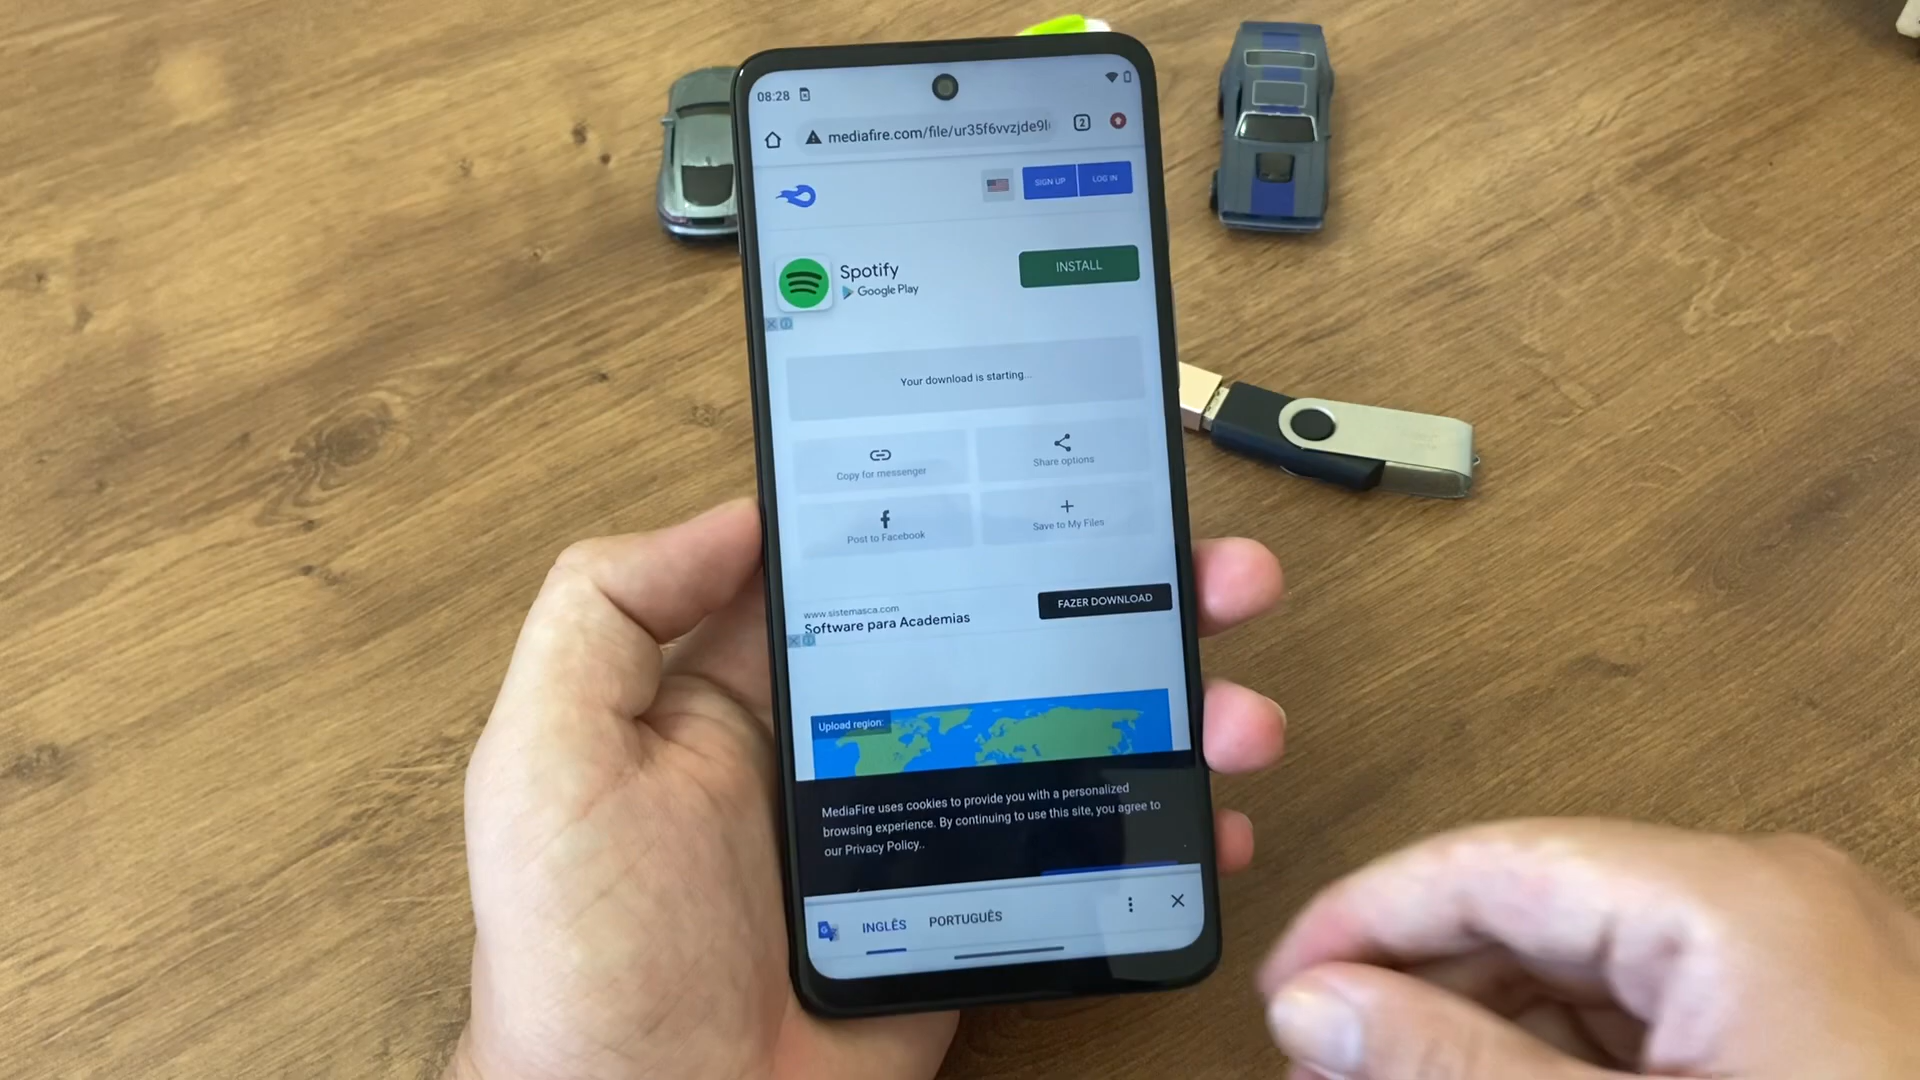 08:28
mediafire.com/file/ur35f6vvzjde9l
2
SIGN UP
LOG IN
Spotify
Google Play
INSTALL
Your download is starting...
Copy for messenger
Share options
Post to Facebook
Save to My Files
www.sistemasca.com
Software para Academias
FAZER DOWNLOAD
Upload region:
MediaFire uses cookies to provide you with a personalized
browsing experience. By continuing to use this site, you agree to
our Privacy Policy..
INGLÊS
PORTUGUÊS